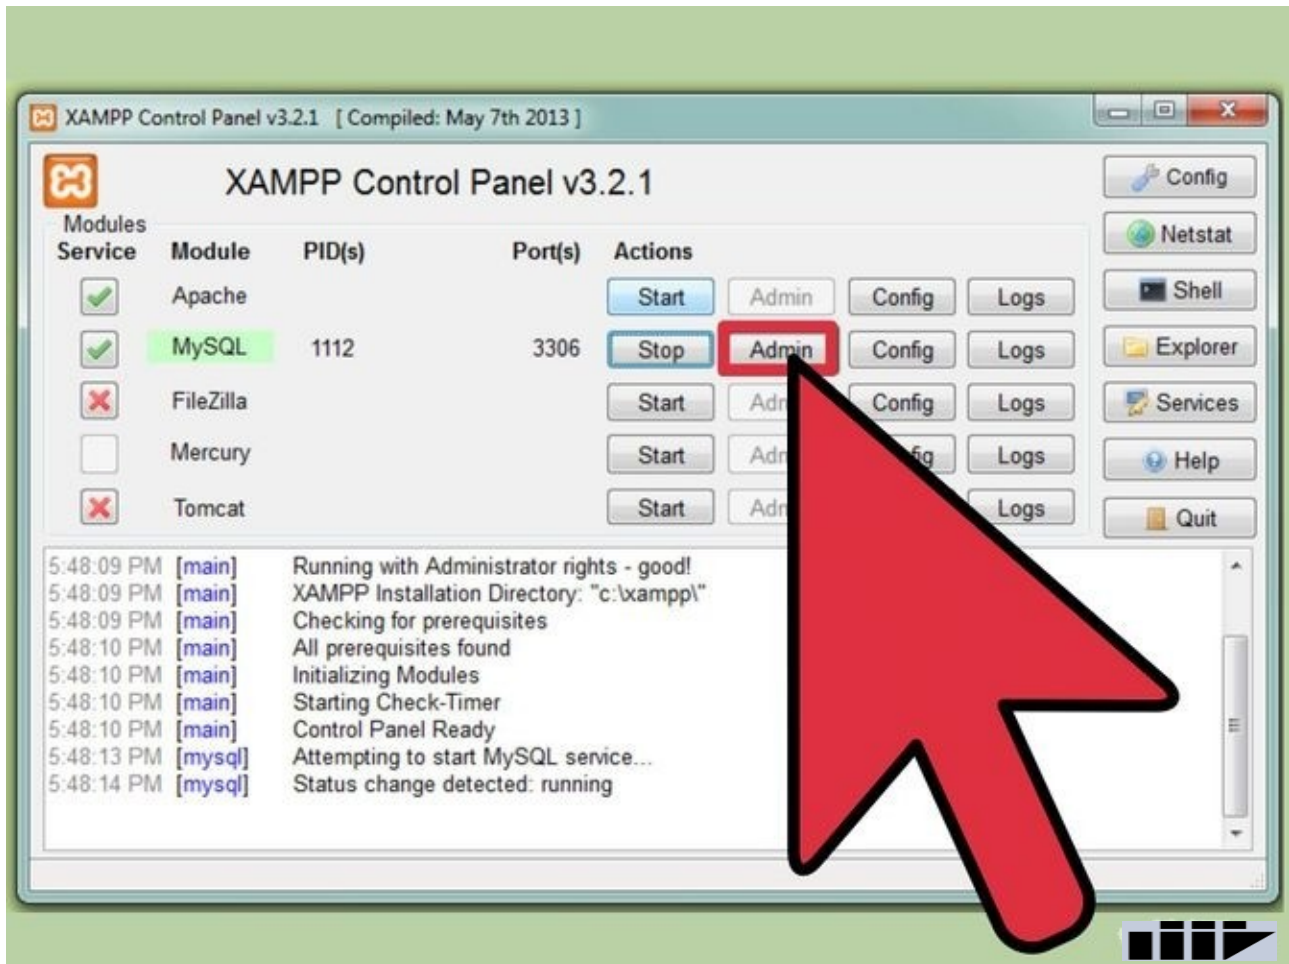 XAMPP Control Panel v3.2.1 [ Compiled: May 7th 2013 ]
XAMPP Control Panel v3.2.1
Config
Modules
Netstat
Service Module PID(s) Port(s) Actions
Apache Start Admin Config Logs
Shell
MySQL 1112 3306 Stop Admin Config Logs
Explorer
FileZilla Start Config Logs
Services
Mercury Start Logs
Help
Tomcat Start Logs
Quit
5:48:09 PM [main] Running with Administrator rights - good!
5:48:09 PM [main] XAMPP Installation Directory: "c:\xampp\"
5:48:09 PM [main] Checking for prerequisites
5:48:10 PM [main] All prerequisites found
5:48:10 PM [main] Initializing Modules
5:48:10 PM [main] Starting Check-Timer
5:48:10 PM [main] Control Panel Ready
5:48:13 PM [mysql] Attempting to start MySQL service...
5:48:14 PM [mysql] Status change detected: running